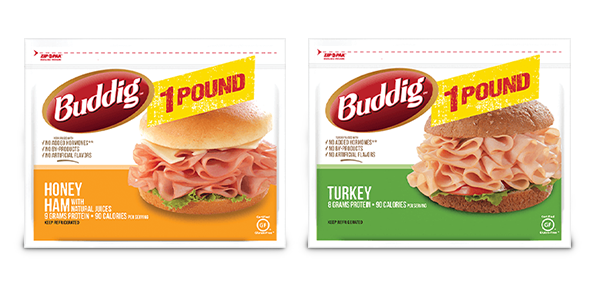 ZIP PAK
Buddig
1 POUND
✓NO ADDED HORMONES**
✓NO BY-PRODUCTS
✓NO ARTIFICIAL FLAVORS
HONEY
HAM WITH
NATURAL JUICES
8 GRAMS PROTEIN • 90 CALORIES PER SERVING
KEEP REFRIGERATED
GF
ZIP PAK
Buddig
1 POUND
✓NO ADDED HORMONES**
✓NO BY-PRODUCTS
✓NO ARTIFICIAL FLAVORS
TURKEY
8 GRAMS PROTEIN • 90 CALORIES PER SERVING
KEEP REFRIGERATED
GF